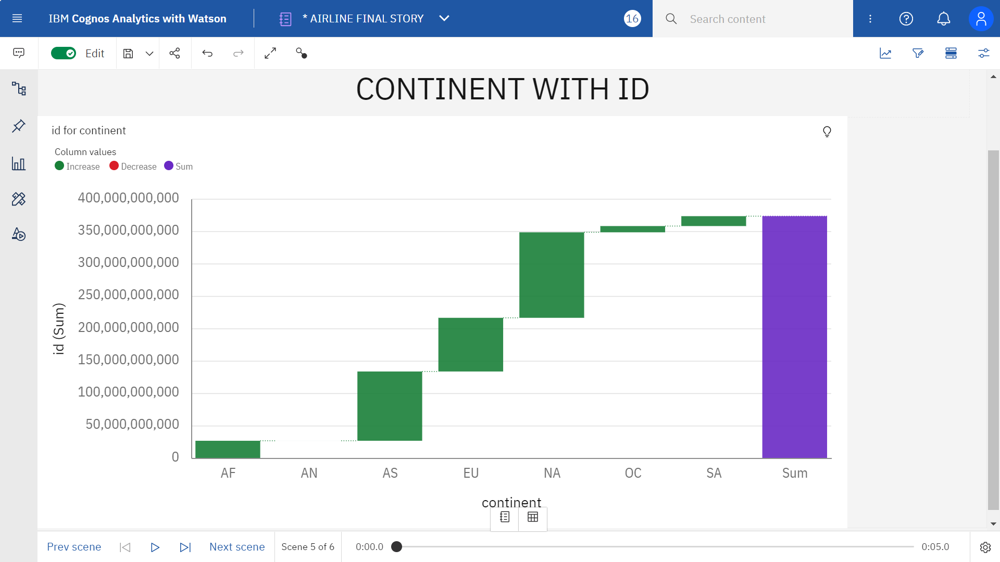 IBM Cognos Analytics with Watson
* AIRLINE FINAL STORY
16
Search content
Edit
CONTINENT WITH ID
id for continent
Column values
Increase Decrease Sum
400,000,000,000
350,000,000,000
300,000,000,000
250,000,000,000
200,000,000,000
150,000,000,000
100,000,000,000
50,000,000,000
0
id (Sum)
AF AN AS EU NA OC SA Sum
continent
Prev scene Next scene Scene 5 of 6 0:00.0 0:05.0